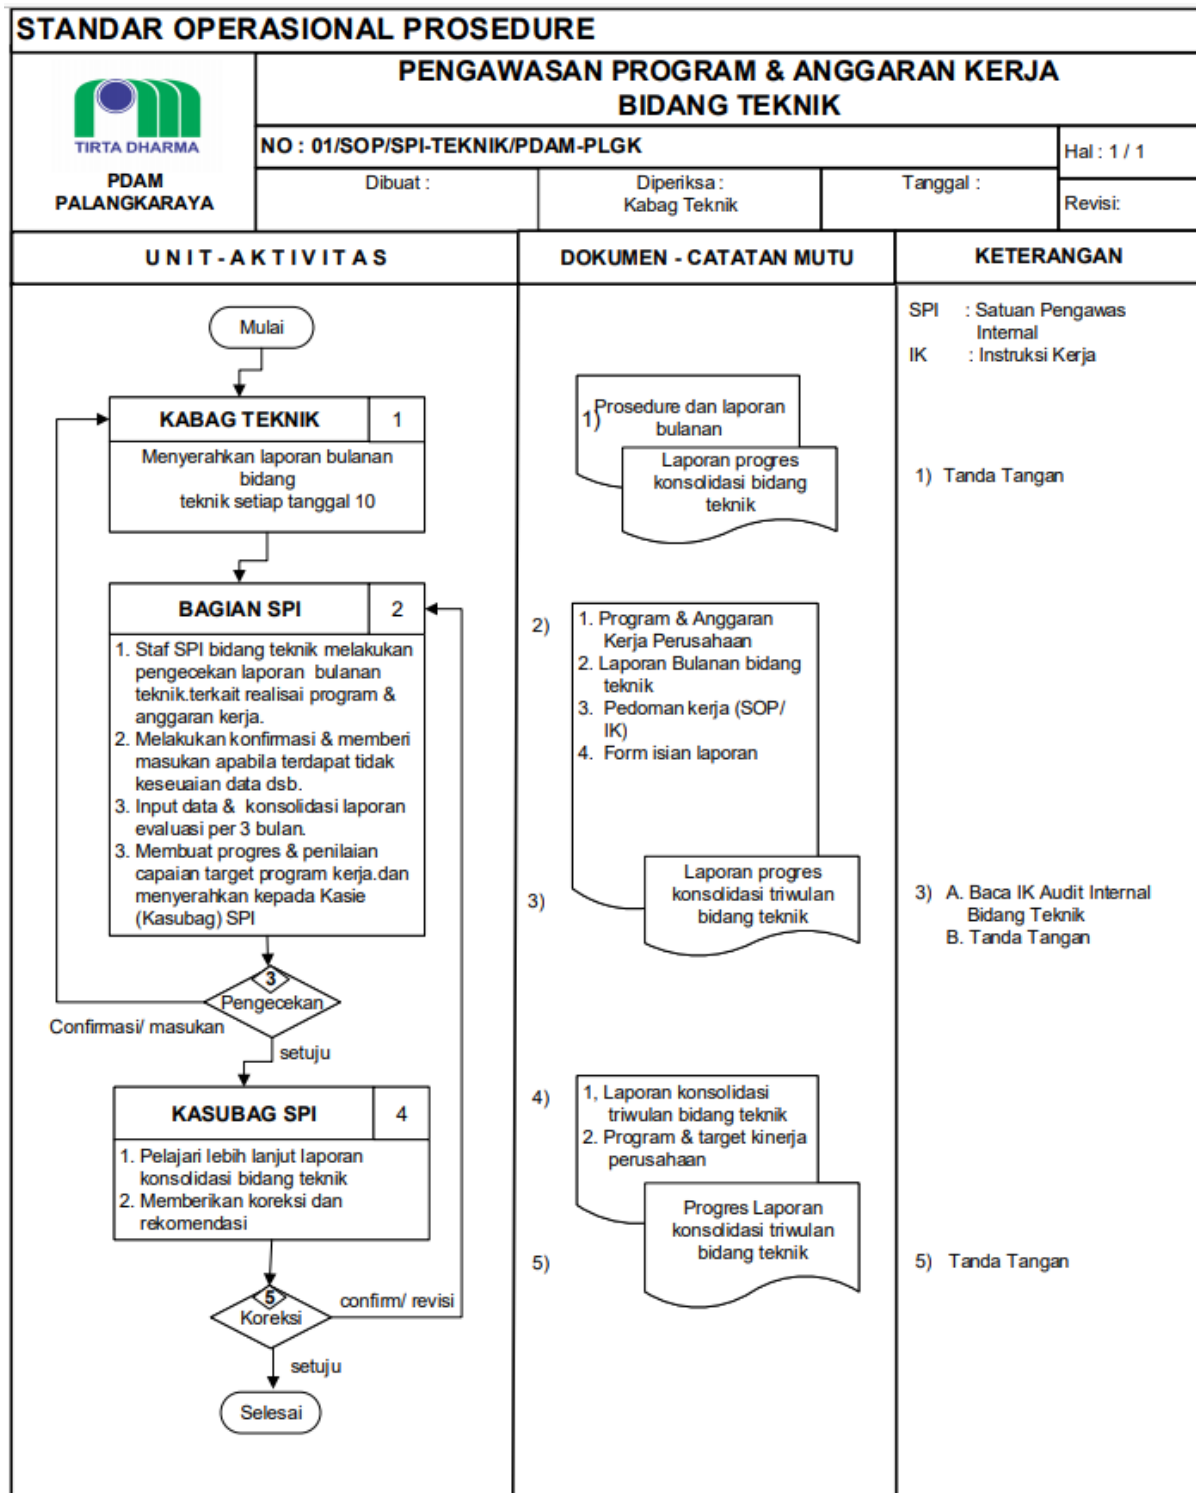 STANDAR OPERASIONAL PROSEDURE
TIRTA DHARMA
PDAM
PALANGKARAYA
PENGAWASAN PROGRAM & ANGGARAN KERJA
BIDANG TEKNIK
NO : 01/SOP/SPI-TEKNIK/PDAM-PLGK
Hal : 1 / 1
Dibuat :
Diperiksa :
Kabag Teknik
Tanggal :
Revisi:
UNIT-AKTIVITAS
DOKUMEN - CATATAN MUTU
KETERANGAN
Mulai
KABAG TEKNIK
1
Menyerahkan laporan bulanan
bidang
teknik setiap tanggal 10
BAGIAN SPI
2
1. Staf SPI bidang teknik melakukan
pengecekan laporan bulanan
teknik.terkait realisai program &
anggaran kerja.
2. Melakukan konfirmasi & memberi
masukan apabila terdapat tidak
keseuaian data dsb.
3. Input data & konsolidasi laporan
evaluasi per 3 bulan.
3. Membuat progres & penilaian
capaian target program kerja.dan
menyerahkan kepada Kasie
(Kasubag) SPI
3
Pengecekan
Confirmasi/ masukan
setuju
KASUBAG SPI
4
1. Pelajari lebih lanjut laporan
konsolidasi bidang teknik
2. Memberikan koreksi dan
rekomendasi
5
Koreksi
confirm/ revisi
setuju
Selesai
1)
Prosedure dan laporan
bulanan
Laporan progres
konsolidasi bidang
teknik
2)
1. Program & Anggaran
Kerja Perusahaan
2. Laporan Bulanan bidang
teknik
3. Pedoman kerja (SOP/
IK)
4. Form isian laporan
3)
Laporan progres
konsolidasi triwulan
bidang teknik
4)
1, Laporan konsolidasi
triwulan bidang teknik
2. Program & target kinerja
perusahaan
5)
Progres Laporan
konsolidasi triwulan
bidang teknik
SPI : Satuan Pengawas
Internal
IK : Instruksi Kerja
1) Tanda Tangan
3) A. Baca IK Audit Internal
Bidang Teknik
B. Tanda Tangan
5) Tanda Tangan